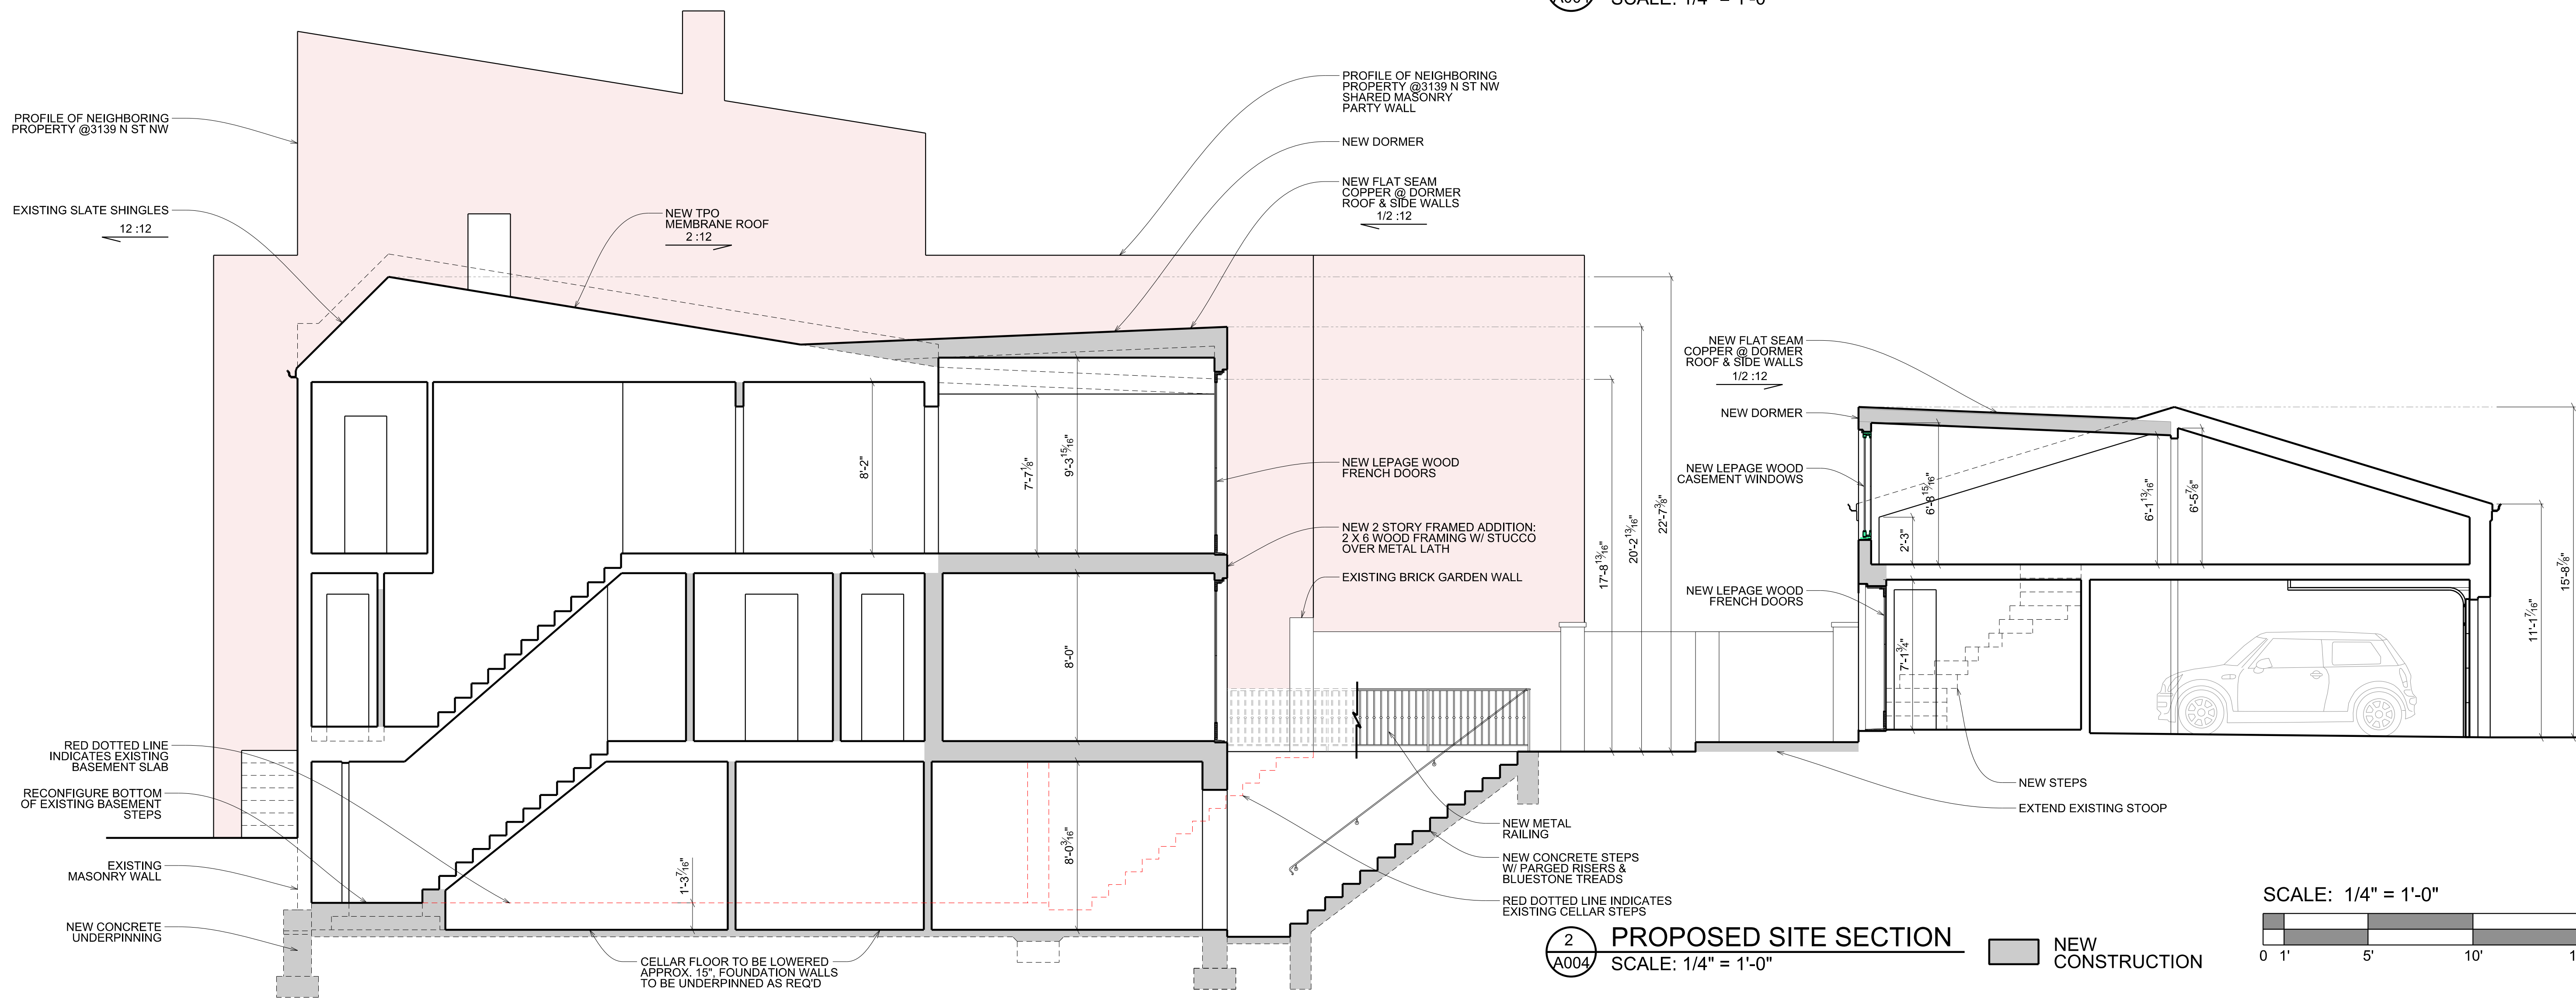 A004
SCALE: 1/4" = 1'-0"
PROFILE OF NEIGHBORING
PROPERTY @3139 N ST NW
EXISTING SLATE SHINGLES
12 :12
NEW TPO
MEMBRANE ROOF
2 :12
PROFILE OF NEIGHBORING
PROPERTY @3139 N ST NW
SHARED MASONRY
PARTY WALL
NEW DORMER
NEW FLAT SEAM
COPPER @ DORMER
ROOF & SIDE WALLS
1/2 :12
NEW FLAT SEAM
COPPER @ DORMER
ROOF & SIDE WALLS
1/2 :12
NEW DORMER
NEW LEPAGE WOOD
CASEMENT WINDOWS
NEW LEPAGE WOOD
FRENCH DOORS
NEW LEPAGE WOOD
FRENCH DOORS
NEW 2 STORY FRAMED ADDITION:
2 X 6 WOOD FRAMING W/ STUCCO
OVER METAL LATH
EXISTING BRICK GARDEN WALL
8'-2"
7'-7 1/8"
9'-3 15/16"
8'-0"
8'-0 3/16"
1'-3 7/16"
17'-8 13/16"
20'-2 13/16"
22'-7 3/8"
6'-8 15/16"
2'-3"
6'-1 13/16"
6'-5 7/8"
7'-1 3/4"
11'-1 7/16"
15'-8 7/8"
RED DOTTED LINE
INDICATES EXISTING
BASEMENT SLAB
RECONFIGURE BOTTOM
OF EXISTING BASEMENT
STEPS
EXISTING
MASONRY WALL
NEW CONCRETE
UNDERPINNING
CELLAR FLOOR TO BE LOWERED
APPROX. 15", FOUNDATION WALLS
TO BE UNDERPINNED AS REQ'D
NEW STEPS
EXTEND EXISTING STOOP
NEW METAL
RAILING
NEW CONCRETE STEPS
W/ PARGED RISERS &
BLUESTONE TREADS
RED DOTTED LINE INDICATES
EXISTING CELLAR STEPS
2
A004
PROPOSED SITE SECTION
SCALE: 1/4" = 1'-0"
NEW
CONSTRUCTION
SCALE: 1/4" = 1'-0"
0 1' 5' 10'